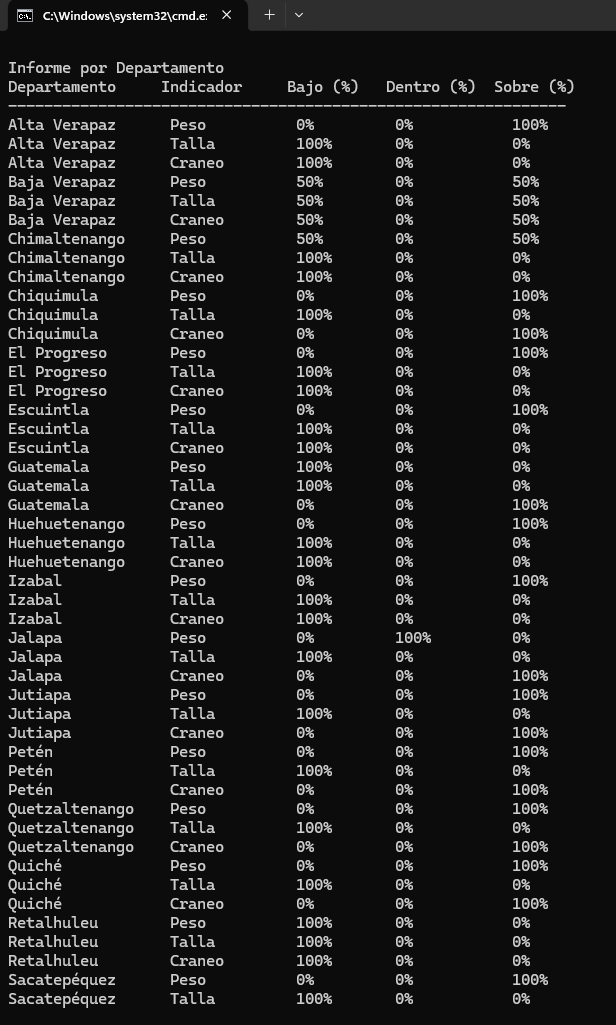 C:\Windows\system32\cmd.e:
Informe por Departamento
Departamento Indicador Bajo (%) Dentro (%) Sobre (%)
--------------------------------------------------------------
Alta Verapaz Peso 0% 0% 100%
Alta Verapaz Talla 100% 0% 0%
Alta Verapaz Craneo 100% 0% 0%
Baja Verapaz Peso 50% 0% 50%
Baja Verapaz Talla 50% 0% 50%
Baja Verapaz Craneo 50% 0% 50%
Chimaltenango Peso 50% 0% 50%
Chimaltenango Talla 100% 0% 0%
Chimaltenango Craneo 100% 0% 0%
Chiquimula Peso 0% 0% 100%
Chiquimula Talla 100% 0% 0%
Chiquimula Craneo 0% 0% 100%
El Progreso Peso 0% 0% 100%
El Progreso Talla 100% 0% 0%
El Progreso Craneo 100% 0% 0%
Escuintla Peso 0% 0% 100%
Escuintla Talla 100% 0% 0%
Escuintla Craneo 100% 0% 0%
Guatemala Peso 100% 0% 0%
Guatemala Talla 100% 0% 0%
Guatemala Craneo 0% 0% 100%
Huehuetenango Peso 0% 0% 100%
Huehuetenango Talla 100% 0% 0%
Huehuetenango Craneo 100% 0% 0%
Izabal Peso 0% 0% 100%
Izabal Talla 100% 0% 0%
Izabal Craneo 100% 0% 0%
Jalapa Peso 0% 100% 0%
Jalapa Talla 100% 0% 0%
Jalapa Craneo 0% 0% 100%
Jutiapa Peso 0% 0% 100%
Jutiapa Talla 100% 0% 0%
Jutiapa Craneo 0% 0% 100%
Petén Peso 0% 0% 100%
Petén Talla 100% 0% 0%
Petén Craneo 0% 0% 100%
Quetzaltenango Peso 0% 0% 100%
Quetzaltenango Talla 100% 0% 0%
Quetzaltenango Craneo 0% 0% 100%
Quiché Peso 0% 0% 100%
Quiché Talla 100% 0% 0%
Quiché Craneo 0% 0% 100%
Retalhuleu Peso 100% 0% 0%
Retalhuleu Talla 100% 0% 0%
Retalhuleu Craneo 100% 0% 0%
Sacatepéquez Peso 0% 0% 100%
Sacatepéquez Talla 100% 0% 0%